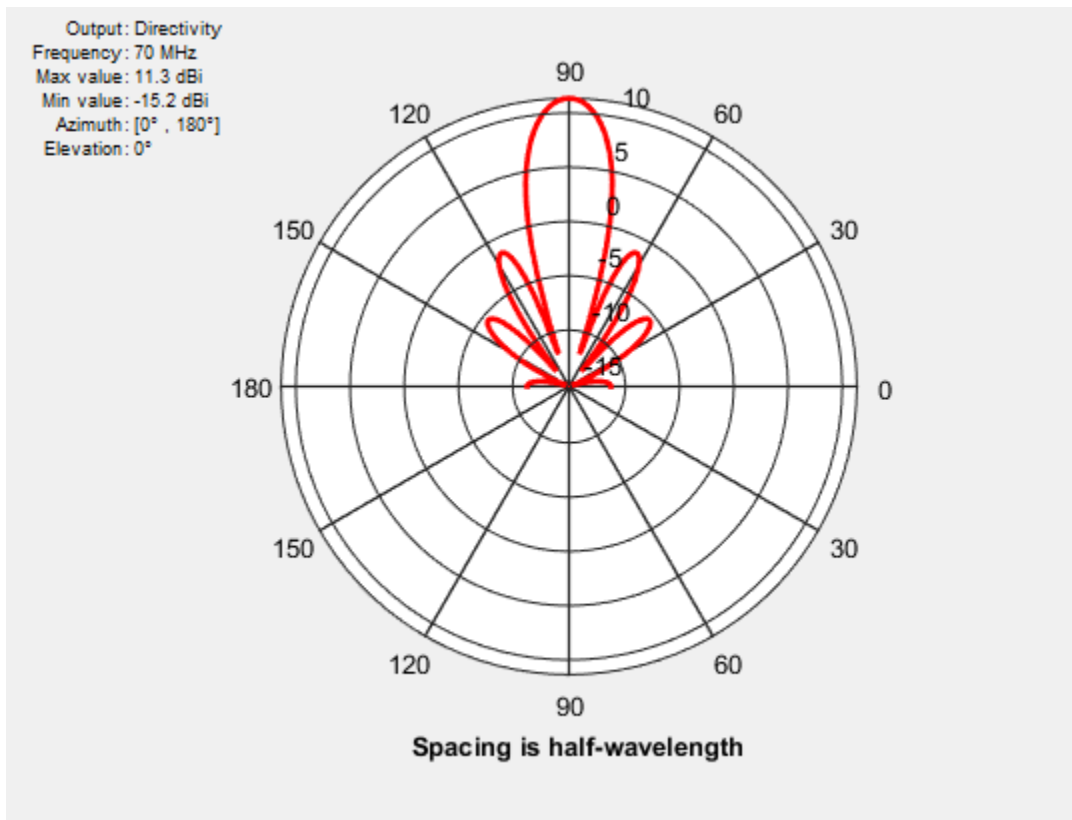 Output: Directivity
Frequency: 70 MHz
Max value: 11.3 dBi
Min value: -15.2 dBi
Azimuth: [0° , 180°]
Elevation: 0°
90
120
10
60
5
150
0
30
-5
-10
-15
180
0
150
30
120
60
90
Spacing is half-wavelength